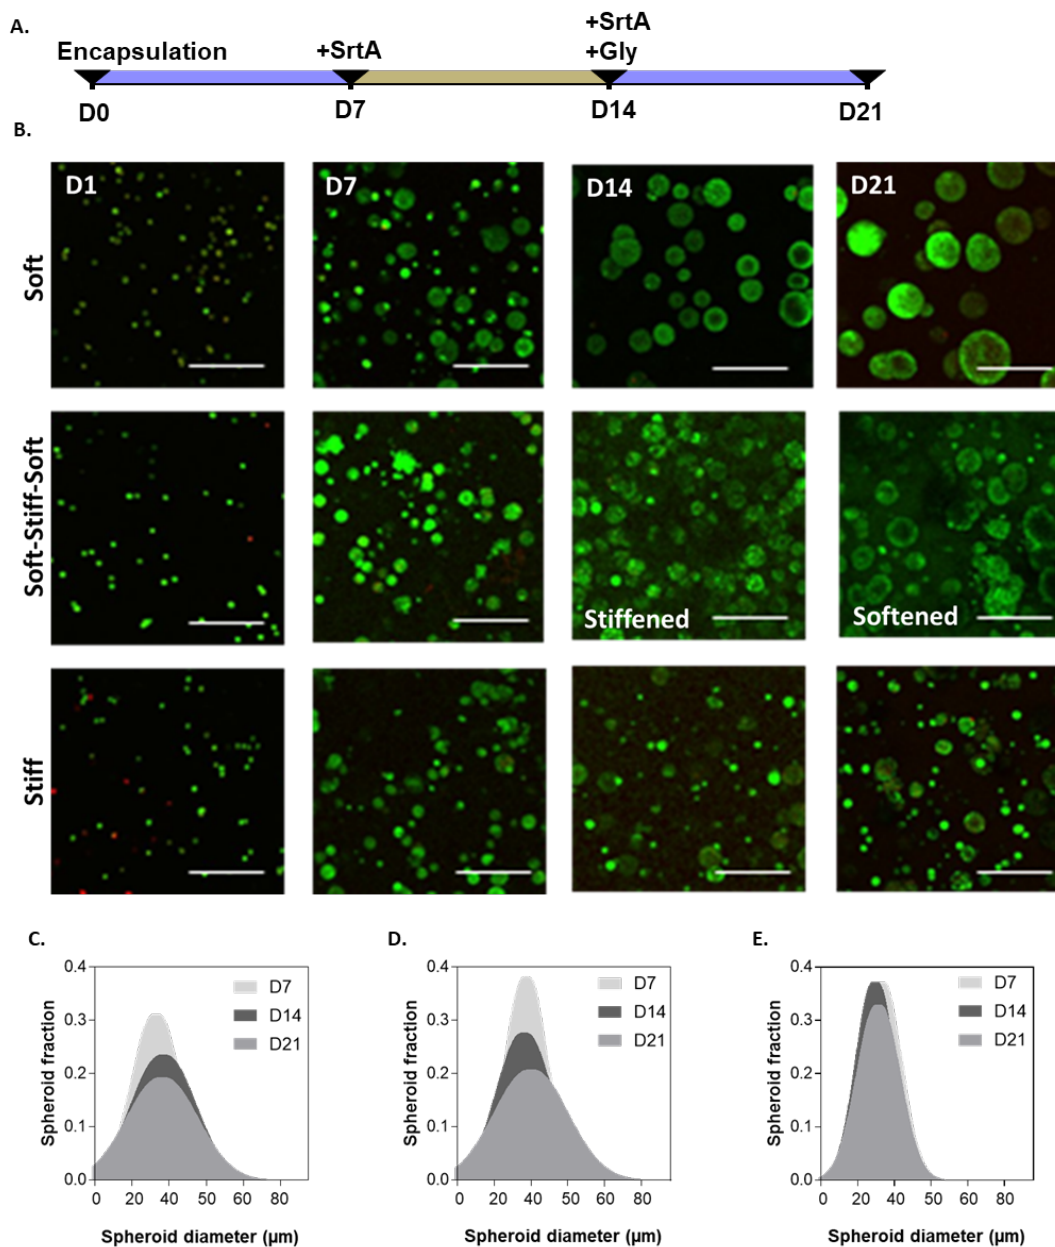 A.
+SrtA
Encapsulation +SrtA +Gly
D0 D7 D14 D21
B.
D1 D7 D14 D21
Soft
Soft-Stiff-Soft
Stiffened Softened
Stiff
C. D. E.
0.4 0.4 0.4
D7 D7 D7
0.3 D14 0.3 D14 0.3 D14
D21 D21 D21
Spheroid fraction Spheroid fraction Spheroid fraction
0.2 0.2 0.2
0.1 0.1 0.1
0.0 0.0 0.0
0 20 40 60 80 0 20 40 60 80 0 20 40 60 80
Spheroid diameter (µm) Spheroid diameter (µm) Spheroid diameter (µm)